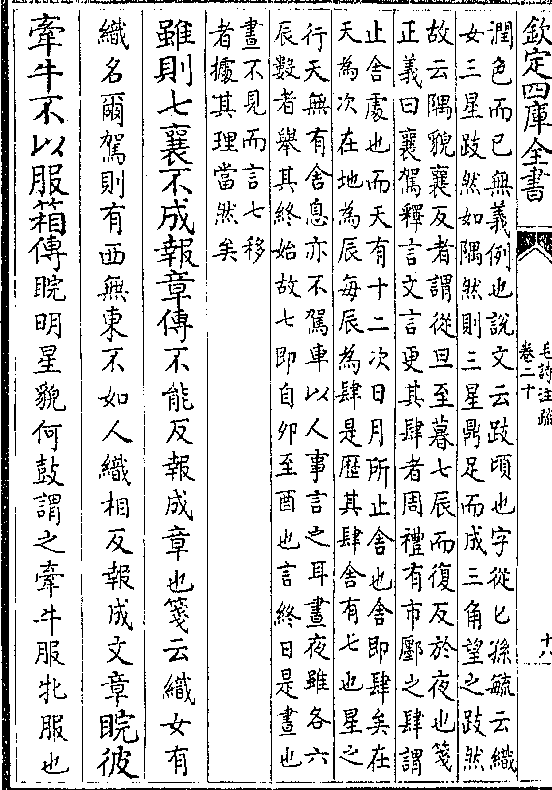 欽定四庫全書
毛詩注疏
卷二十
十八
潤色而已無義例也說文云跂頃也字從匕孫毓云織
女三星跂然如隅然則三星鼎足而成三角望之跂然
故云隅貌襄反者謂從旦至暮七辰而復反於夜也箋
正義曰襄駕釋言文言更其肆者周禮有市鄽之肆謂
止舍處也而天有十二次日月所止舍也舍即肆矣在
天為次在地為辰每辰為肆是歴其肆舍有七也星之
行天無有舍息亦不駕車以人事言之耳晝夜雖各六
辰數者舉其終始故七即自夘至酉也言終日是晝也
晝不見而言七移
者據其理當然矣
雖則七襄不成報章傳不能反報成章也箋云織女有
織名爾駕則有西無東不如人織相反報成文章睆彼
牽牛不以服箱傳睆明星貌何鼓謂之牽牛服牝服也